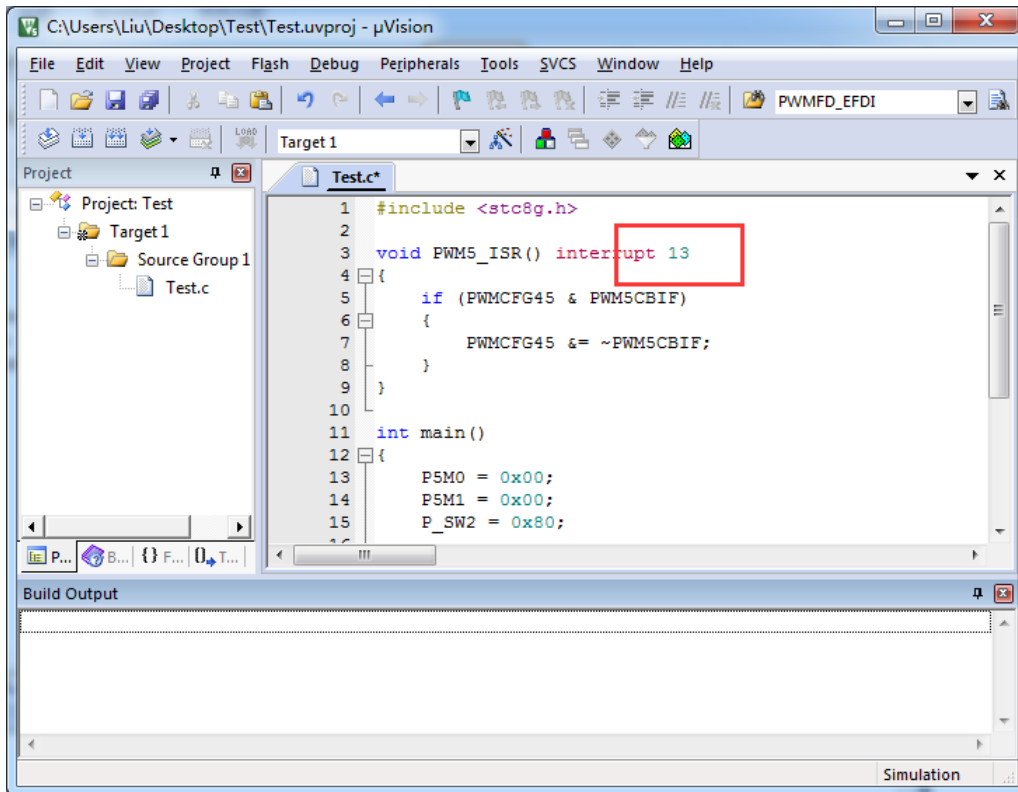 C:\Users\Liu\Desktop\Test\Test.uvproj - µVision
File Edit View Project Flash Debug Peripherals Tools SVCS Window Help
PWMFD_EFDI
LOAD Target 1
Project
Test.c*
Project: Test
Target 1
Source Group 1
Test.c
1 #include <stc8g.h>
2
3 void PWM5_ISR() interrupt 13
4 {
5 if (PWMCFG45 & PWM5CBIF)
6 {
7 PWMCFG45 &= ~PWM5CBIF;
8 }
9 }
10
11 int main()
12 {
13 P5M0 = 0x00;
14 P5M1 = 0x00;
15 P_SW2 = 0x80;
P... B... {} F... 0 T...
Build Output
Simulation